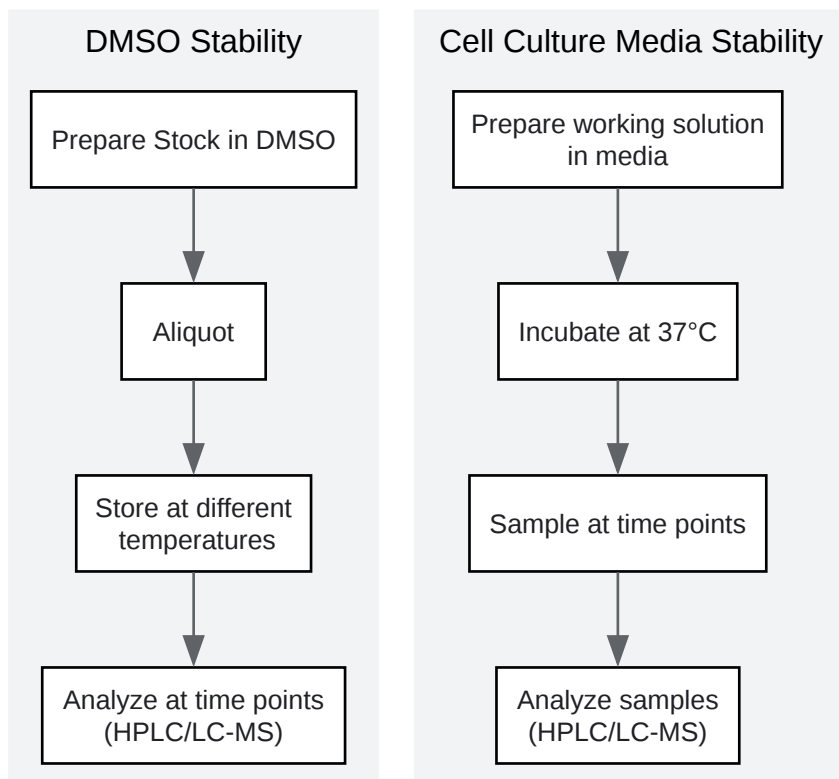 DMSO Stability
Prepare Stock in DMSO
Aliquot
Store at different
temperatures
Analyze at time points
(HPLC/LC-MS)
Cell Culture Media Stability
Prepare working solution
in media
Incubate at 37°C
Sample at time points
Analyze samples
(HPLC/LC-MS)